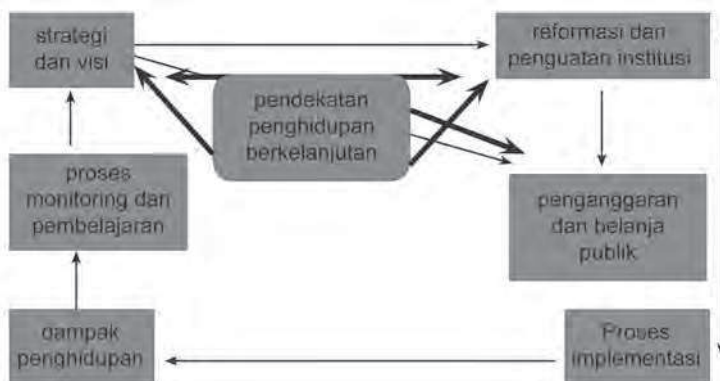 strategi
dan visi
reformasi dan
penguatan institusi
pendekatan
penghidupan
berkelanjutan
proses
monitoring dan
pembelajaran
penganggaran
dan belanja
publik
dampak
penghidupan
Proses
implementasi